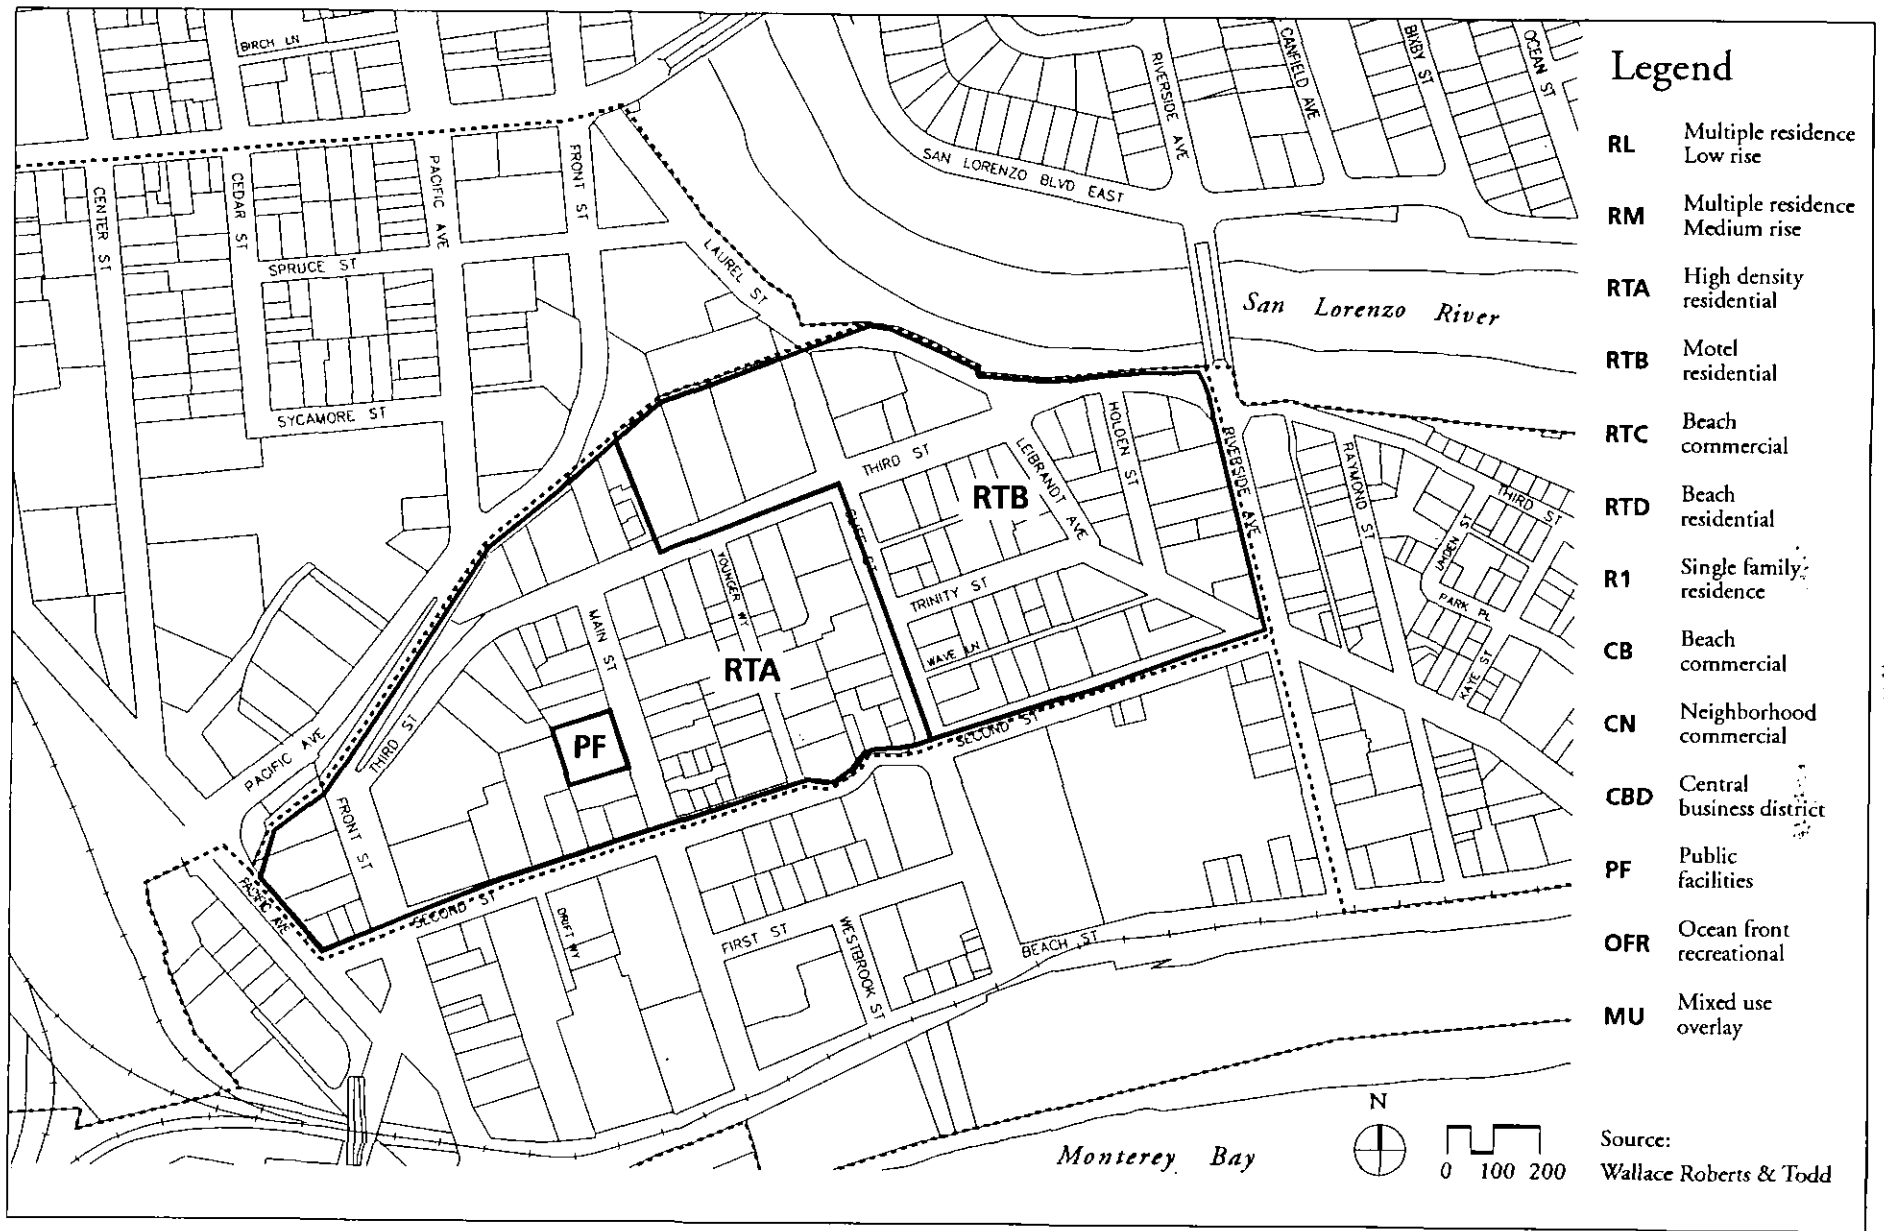 BIRCH LN
CENTER ST
CEDAR ST
PACIFIC AVE
FRONT ST
SPRUCE ST
SYCAMORE ST
LAUREL ST
SAN LORENZO BLVD EAST
RIVERSIDE AVE
CANFIELD AVE
BIXBY ST
OCEAN ST
San Lorenzo River
THIRD ST
RTB
LEIBRANDT AVE
HOLDEN ST
RIVERSIDE AVE
RAYMOND ST
THIRD ST
LINDEN ST
PARK PL
KAYE ST
CLIFF ST
TRINITY ST
WAVE LN
YOUNGER WY
MAIN ST
RTA
PF
THIRD ST
PACIFIC AVE
FRONT ST
PACIFIC AVE
SECOND ST
SECOND ST
DRIFT WY
FIRST ST
WESTBROOK ST
BEACH ST
Monterey Bay
Legend
RL Multiple residence
Low rise
RM Multiple residence
Medium rise
RTA High density
residential
RTB Motel
residential
RTC Beach
commercial
RTD Beach
residential
R1 Single family
residence
CB Beach
commercial
CN Neighborhood
commercial
CBD Central
business district
PF Public
facilities
OFR Ocean front
recreational
MU Mixed use
overlay
N
0 100 200
Source:
Wallace Roberts & Todd